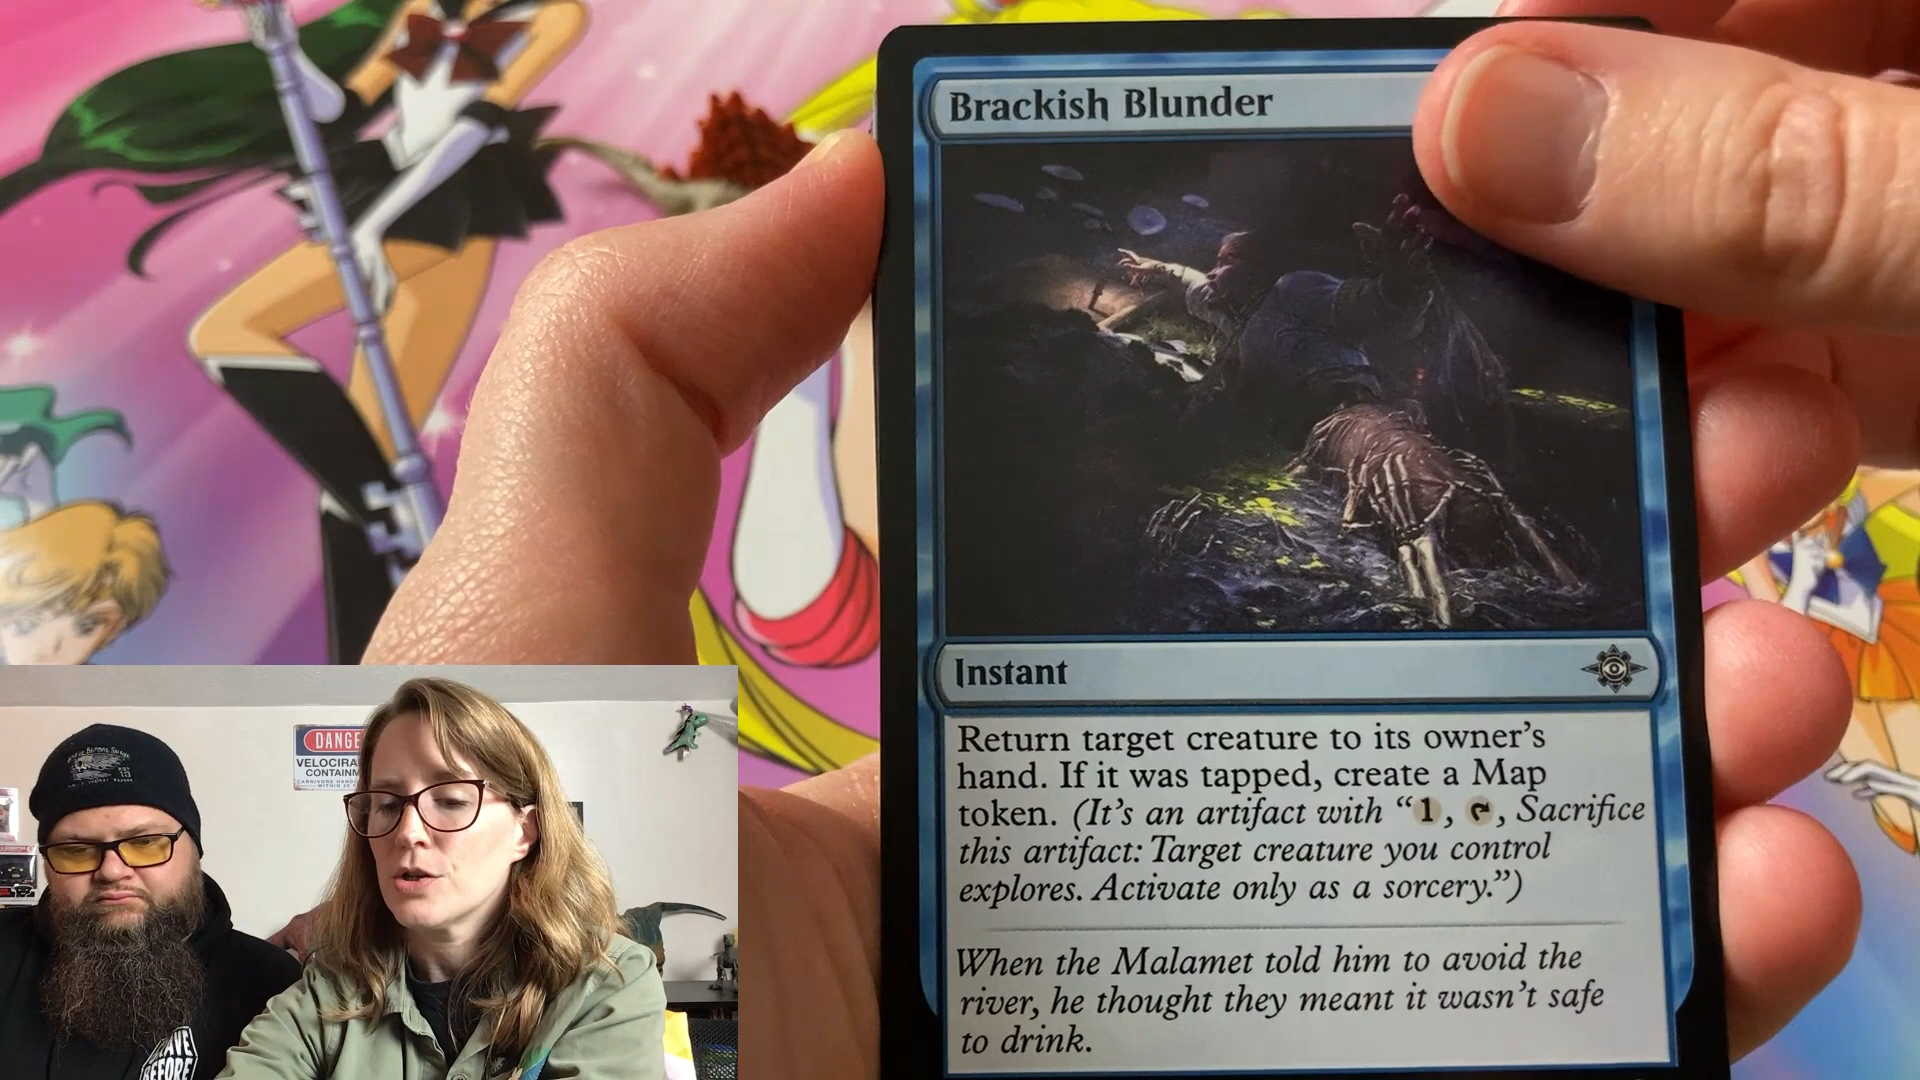 Brackish Blunder
Instant
Return target creature to its owner's
hand. If it was tapped, create a Map
token. (It's an artifact with “1, , Sacrifice
this artifact: Target creature you control
explores. Activate only as a sorcery.”)
When the Malamet told him to avoid the
river, he thought they meant it wasn't safe
to drink.
DANGE
VELOCIRA
CONTAINM
BEFORE